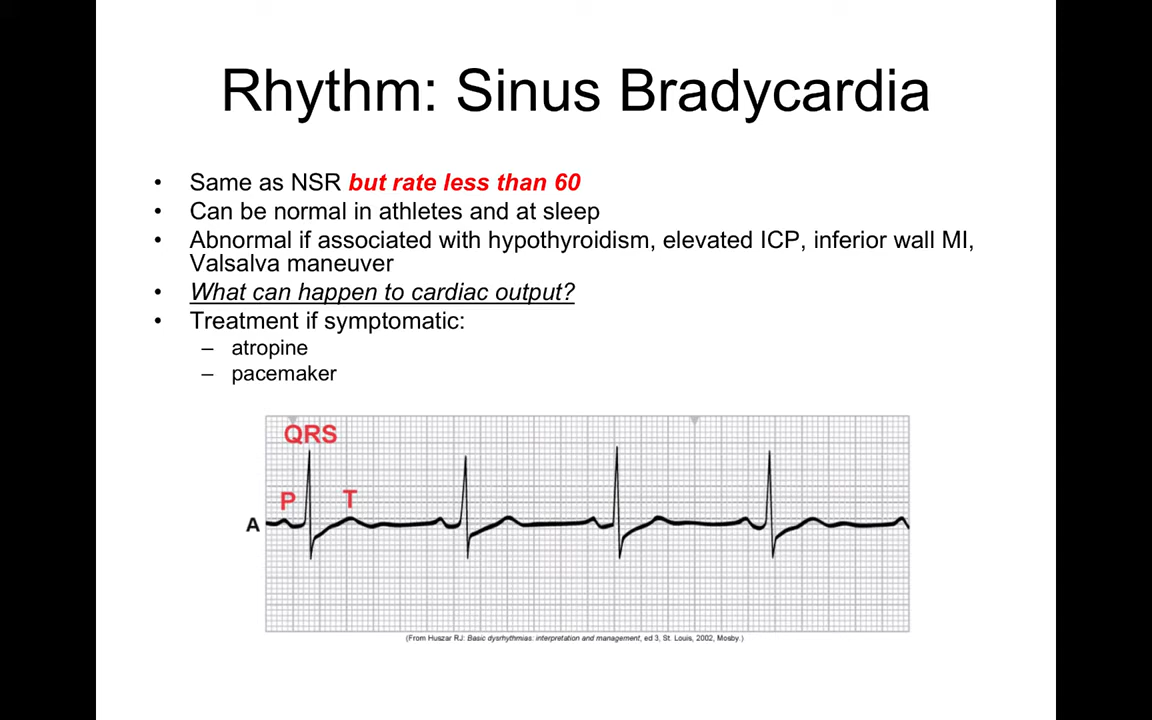 Rhythm: Sinus Bradycardia
• Same as NSR but rate less than 60
• Can be normal in athletes and at sleep
• Abnormal if associated with hypothyroidism, elevated ICP, inferior wall MI,
Valsalva maneuver
• What can happen to cardiac output?
• Treatment if symptomatic:
– atropine
– pacemaker
QRS
P T
A
(From Huszar RJ: Basic dysrhythmias: interpretation and management, ed 3, St. Louis, 2002, Mosby.)